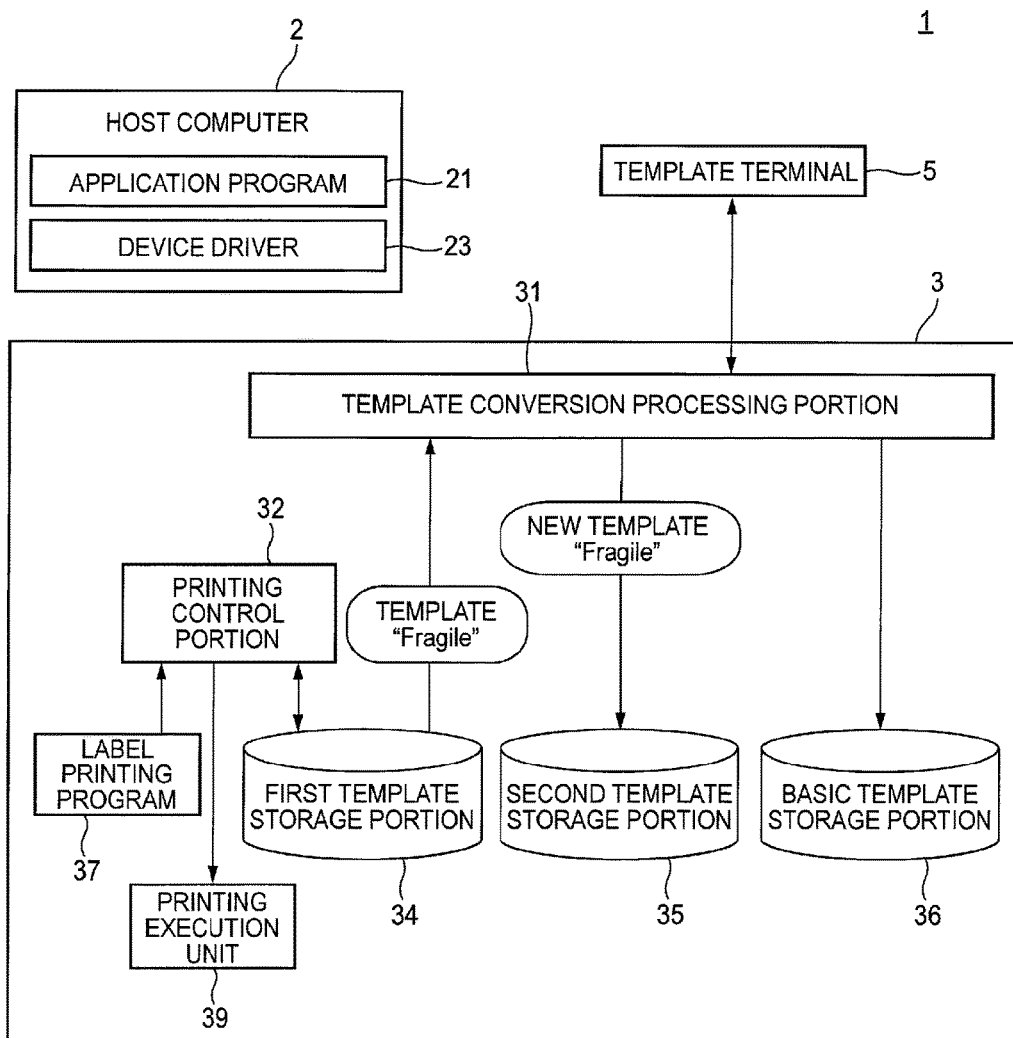 1
2
HOST COMPUTER
APPLICATION PROGRAM
21
DEVICE DRIVER
23
TEMPLATE TERMINAL
5
3
31
TEMPLATE CONVERSION PROCESSING PORTION
32
PRINTING
CONTROL
PORTION
TEMPLATE
“Fragile”
NEW TEMPLATE
“Fragile”
LABEL
PRINTING
PROGRAM
37
FIRST TEMPLATE
STORAGE PORTION
34
SECOND TEMPLATE
STORAGE PORTION
35
BASIC TEMPLATE
STORAGE PORTION
36
PRINTING
EXECUTION
UNIT
39